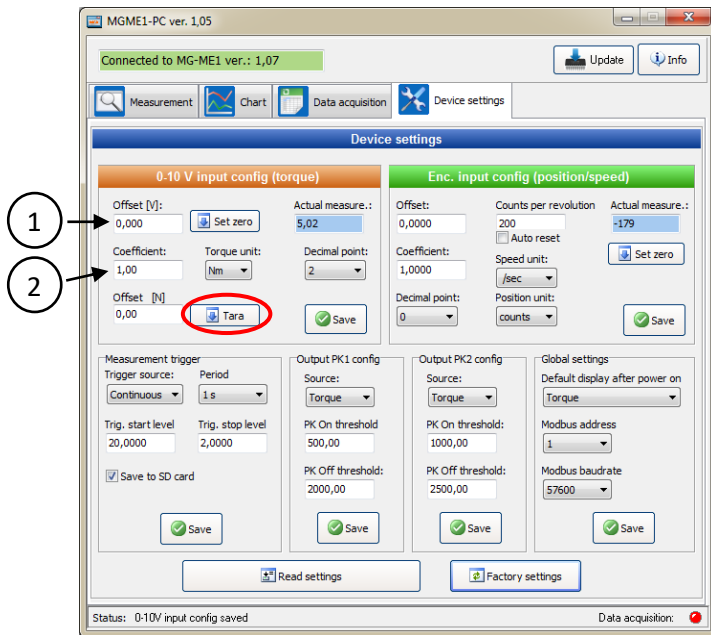 MGME1-PC ver. 1,05
Connected to MG-ME1 ver.: 1,07
Update
Info
Measurement
Chart
Data acquisition
Device settings
Device settings
0-10 V input config (torque)
Offset [V]:
0,000
Set zero
Actual measure.:
5,02
Coefficient:
1,00
Torque unit:
Nm
Decimal point:
2
Offset [N]
0,00
Tara
Save
Enc. input config (position/speed)
Offset:
0,0000
Counts per revolution
200
Auto reset
Actual measure.:
-179
Set zero
Coefficient:
1,0000
Speed unit:
/sec
Decimal point:
0
Position unit:
counts
Save
1
2
Measurement trigger
Trigger source:
Continuous
Period
1 s
Trig. start level
20,0000
Trig. stop level
2,0000
Save to SD card
Save
Output PK1 config
Source:
Torque
PK On threshold
500,00
PK Off threshold:
2000,00
Save
Output PK2 config
Source:
Torque
PK On threshold:
1000,00
PK Off threshold:
2500,00
Save
Global settings
Default display after power on
Torque
Modbus address
1
Modbus baudrate
57600
Save
Read settings
Factory settings
Status: 0-10V input config saved
Data acquisition: